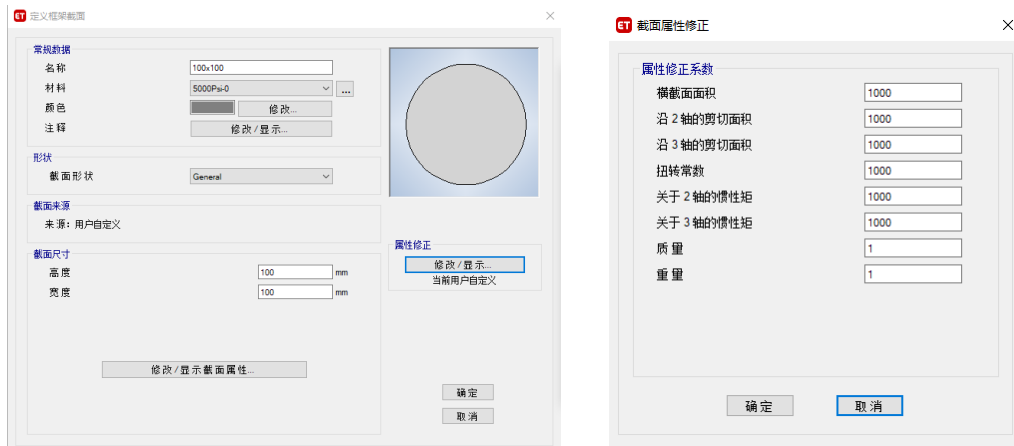 ET 定义框架截面
常规数据
名称 100x100
材料 5000Psi-0 ...
颜色 修改...
注释 修改/显示...
形状
截面形状 General
截面来源
来源：用户自定义
截面尺寸
高度 100 mm
宽度 100 mm
修改/显示截面属性...
属性修正
修改/显示...
当前用户自定义
确定
取消
ET 截面属性修正
属性修正系数
横截面面积 1000
沿 2 轴的剪切面积 1000
沿 3 轴的剪切面积 1000
扭转常数 1000
关于 2 轴的惯性矩 1000
关于 3 轴的惯性矩 1000
质量 1
重量 1
确定 取消